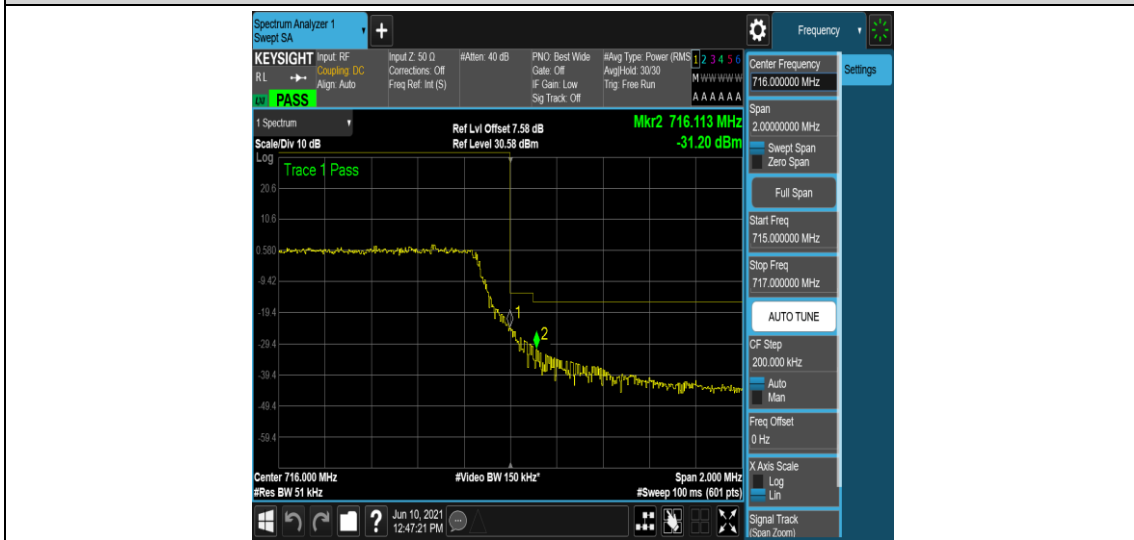 Spectrum Analyzer 1
Swept SA
+
Frequency
KEYSIGHT
RL
LXI PASS
Input: RF
Coupling: DC
Align: Auto
Input Z: 50 Ω
Corrections: Off
Freq Ref: Int (S)
#Atten: 40 dB
PNO: Best Wide
Gate: Off
IF Gain: Low
Sig Track: Off
#Avg Type: Power (RMS
Avg|Hold: 30/30
Trig: Free Run
1 2 3 4 5 6
M W W W W W
A A A A A A
1 Spectrum
Scale/Div 10 dB
Ref Lvl Offset 7.58 dB
Ref Level 30.58 dBm
Mkr2 716.113 MHz
-31.20 dBm
Log
Trace 1 Pass
20.6
10.6
0.580
-9.42
-19.4
-29.4
-39.4
-49.4
-59.4
1
2
Center 716.000 MHz
#Res BW 51 kHz
#Video BW 150 kHz*
Span 2.000 MHz
#Sweep 100 ms (601 pts)
?
Jun 10, 2021
12:47:21 PM
Center Frequency
716.000000 MHz
Settings
Span
2.00000000 MHz
Swept Span
Zero Span
Full Span
Start Freq
715.000000 MHz
Stop Freq
717.000000 MHz
AUTO TUNE
CF Step
200.000 kHz
Auto
Man
Freq Offset
0 Hz
X Axis Scale
Log
Lin
Signal Track
(Span Zoom)